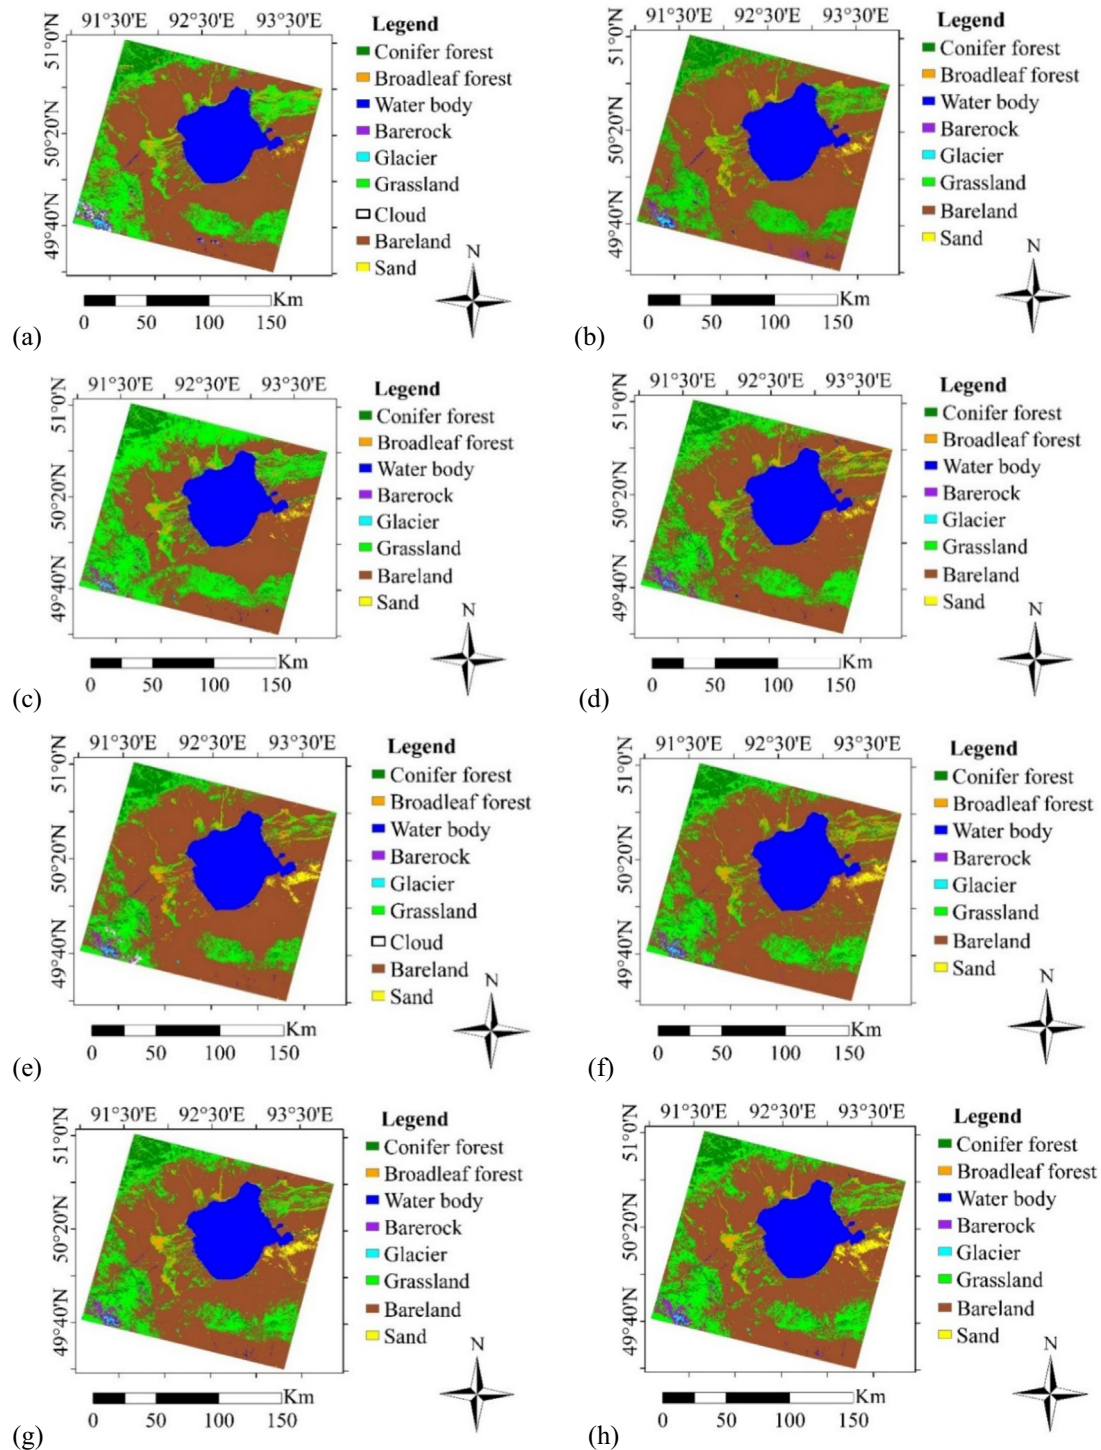 91°30'E 92°30'E 93°30'E
51°0'N
50°20'N
49°40'N
Legend
Conifer forest
Broadleaf forest
Water body
Barerock
Glacier
Grassland
Cloud
Bareland
Sand
N
Km
0 50 100 150
(a)
91°30'E 92°30'E 93°30'E
51°0'N
50°20'N
49°40'N
Legend
Conifer forest
Broadleaf forest
Water body
Barerock
Glacier
Grassland
Bareland
Sand
N
Km
0 50 100 150
(b)
91°30'E 92°30'E 93°30'E
51°0'N
50°20'N
49°40'N
Legend
Conifer forest
Broadleaf forest
Water body
Barerock
Glacier
Grassland
Bareland
Sand
N
Km
0 50 100 150
(c)
91°30'E 92°30'E 93°30'E
51°0'N
50°20'N
49°40'N
Legend
Conifer forest
Broadleaf forest
Water body
Barerock
Glacier
Grassland
Bareland
Sand
N
Km
0 50 100 150
(d)
91°30'E 92°30'E 93°30'E
51°0'N
50°20'N
49°40'N
Legend
Conifer forest
Broadleaf forest
Water body
Barerock
Glacier
Grassland
Cloud
Bareland
Sand
N
Km
0 50 100 150
(e)
91°30'E 92°30'E 93°30'E
51°0'N
50°20'N
49°40'N
Legend
Conifer forest
Broadleaf forest
Water body
Barerock
Glacier
Grassland
Bareland
Sand
N
Km
0 50 100 150
(f)
91°30'E 92°30'E 93°30'E
51°0'N
50°20'N
49°40'N
Legend
Conifer forest
Broadleaf forest
Water body
Barerock
Glacier
Grassland
Bareland
Sand
N
Km
0 50 100 150
(g)
91°30'E 92°30'E 93°30'E
51°0'N
50°20'N
49°40'N
Legend
Conifer forest
Broadleaf forest
Water body
Barerock
Glacier
Grassland
Bareland
Sand
N
Km
0 50 100 150
(h)